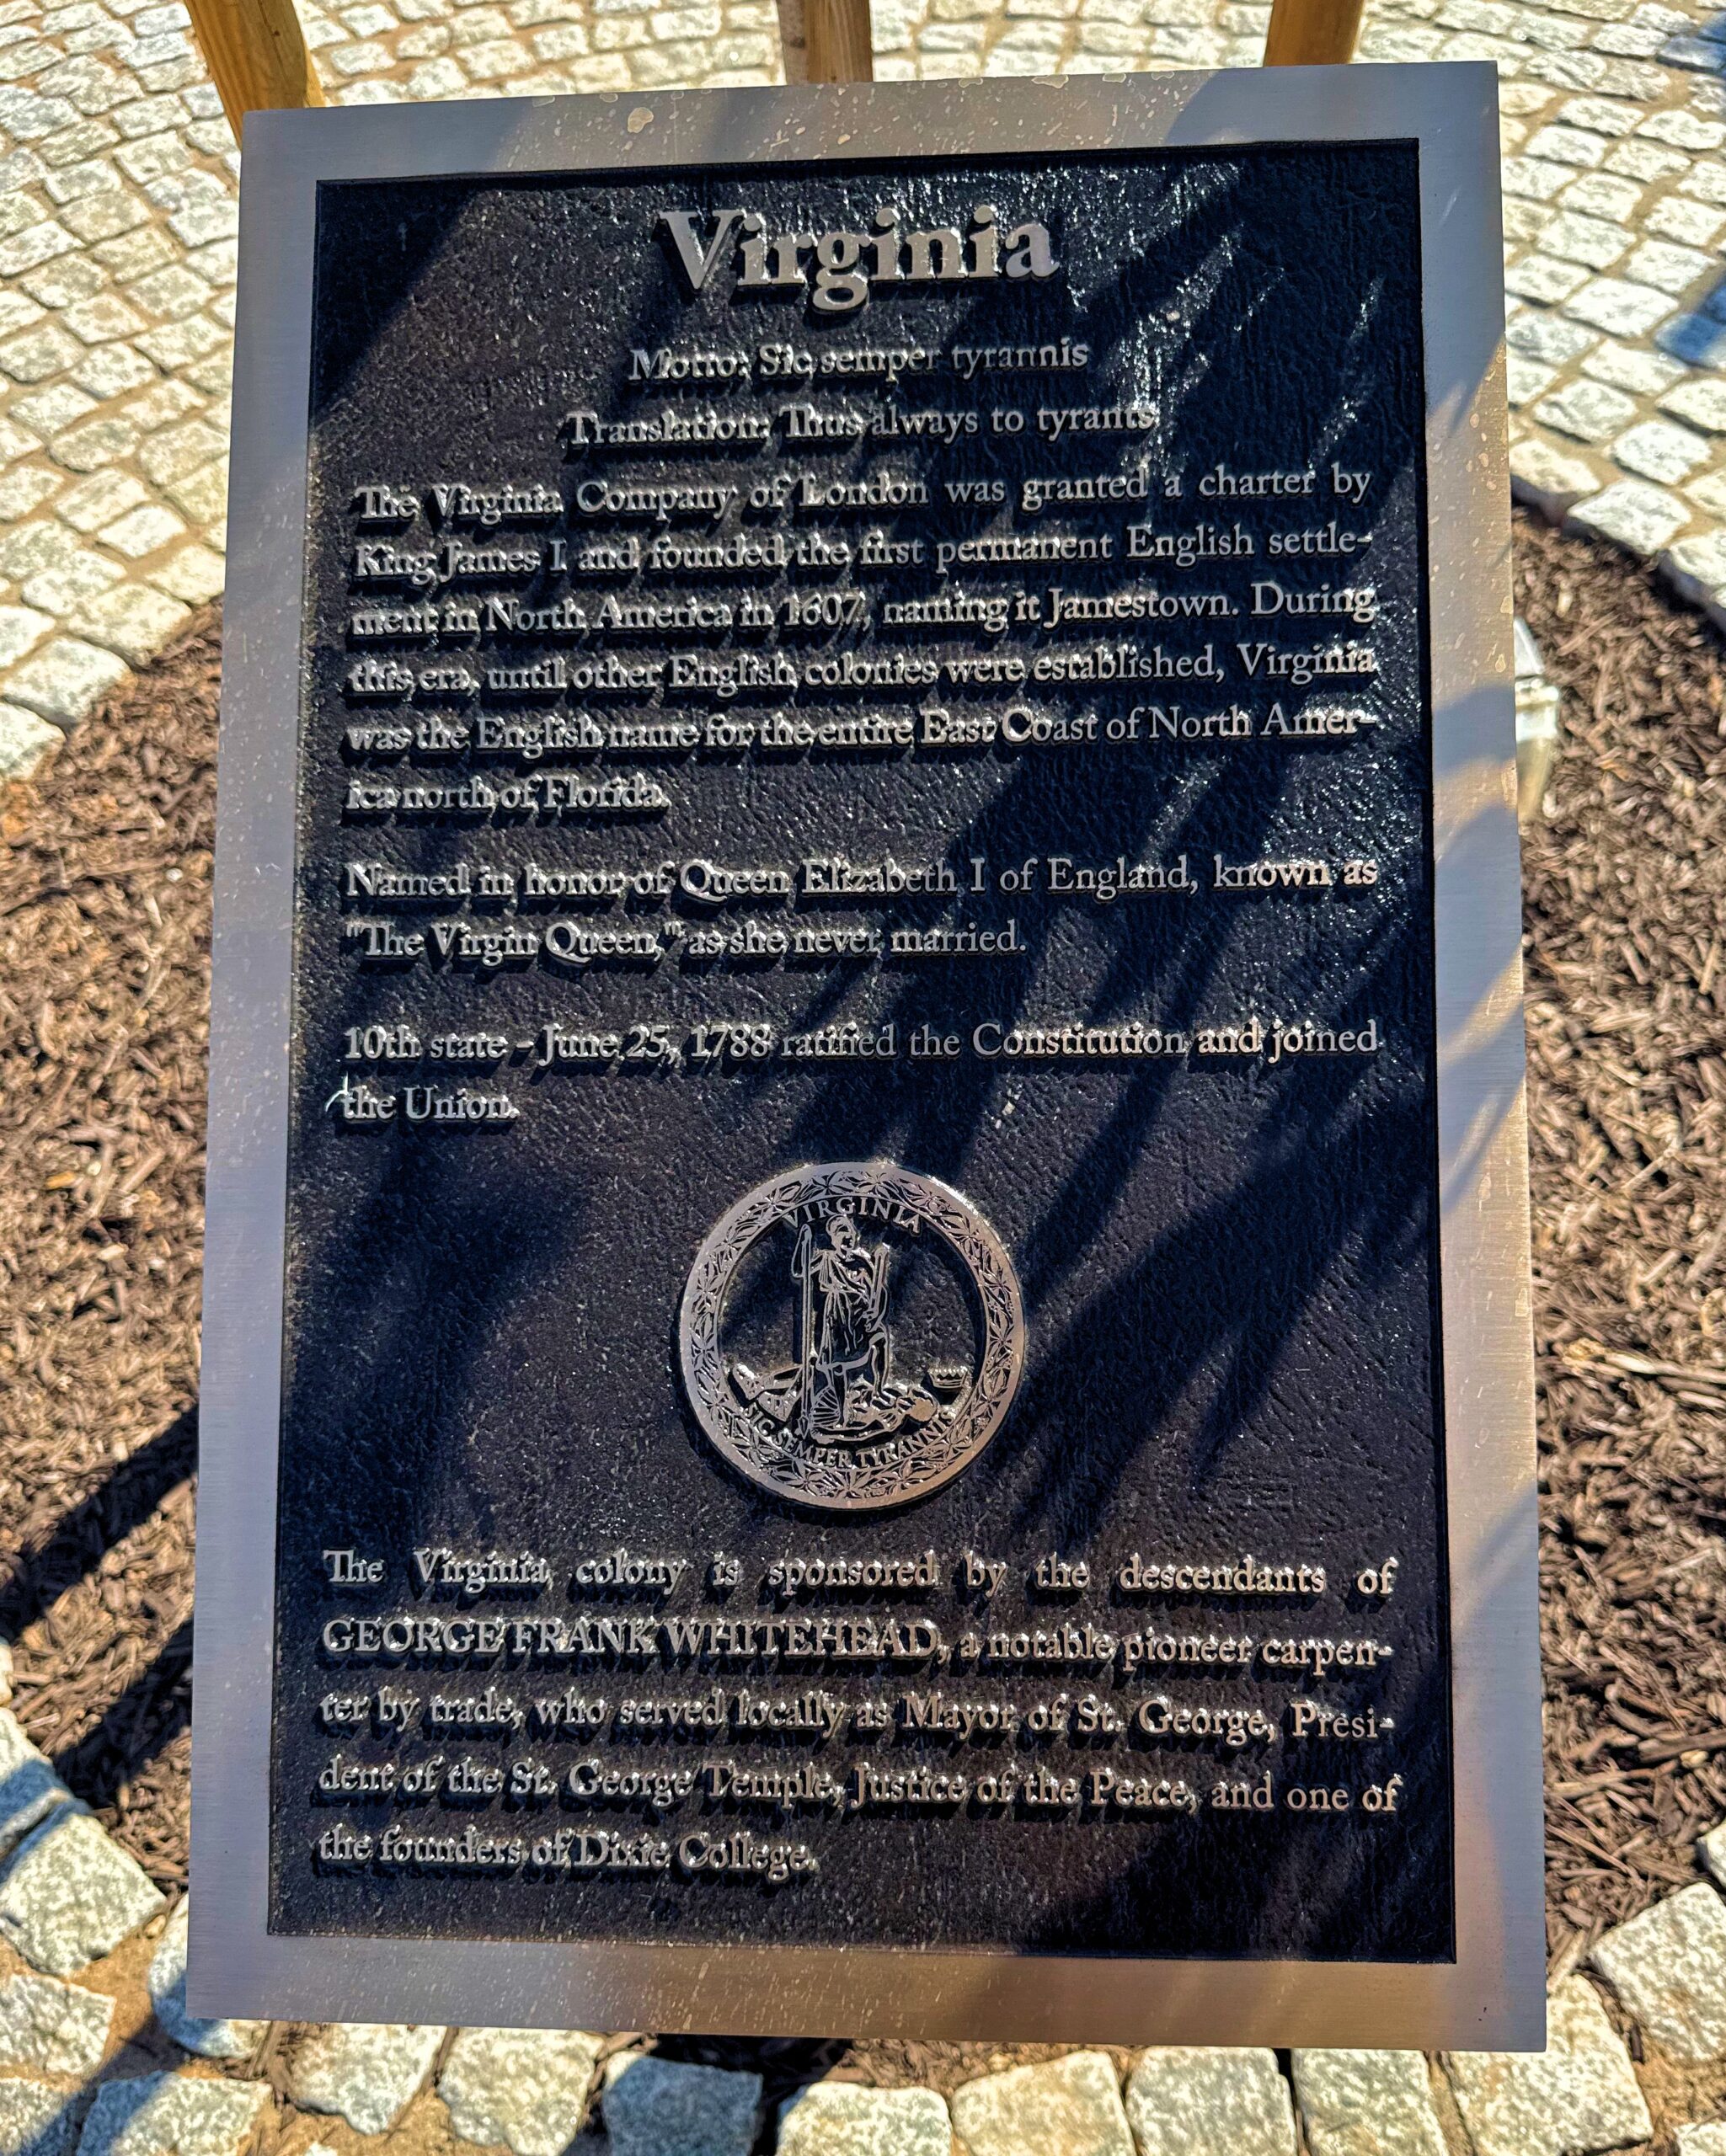 Virginia
Motto: Sic semper tyrannis
Translation: Thus always to tyrants
The Virginia Company of London was granted a charter by
King James I and founded the first permanent English settle-
ment in North America in 1607, naming it Jamestown. During
this era, until other English colonies were established, Virginia
was the English name for the entire East Coast of North Amer-
ica north of Florida.
Named in honor of Queen Elizabeth I of England, known as
"The Virgin Queen," as she never married.
10th state - June 25, 1788 ratified the Constitution and joined
the Union.
VIRGINIA
SIC SEMPER TYRANNIS
The Virginia colony is sponsored by the descendants of
GEORGE FRANK WHITEHEAD, a notable pioneer carpen-
ter by trade, who served locally as Mayor of St. George, Presi-
dent of the St. George Temple, Justice of the Peace, and one of
the founders of Dixie College.